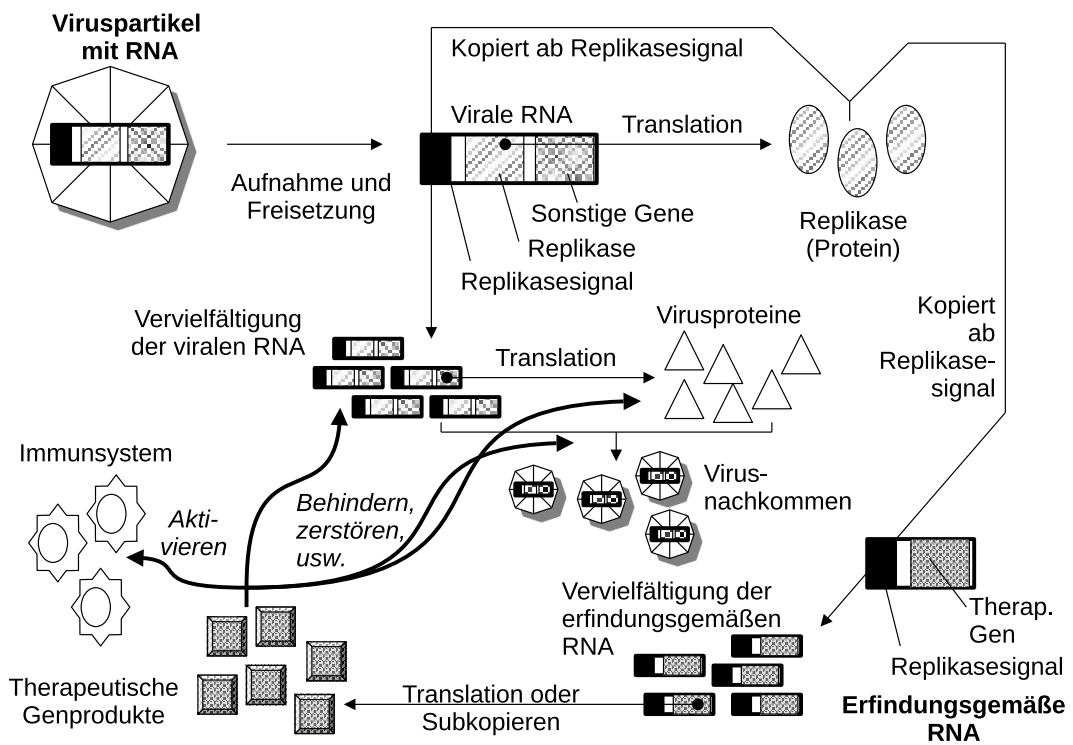 Viruspartikel
mit RNA
Kopiert ab Replikasesignal
Virale RNA
Translation
Aufnahme und
Freisetzung
Sonstige Gene
Replikase
Replikasesignal
Replikase
(Protein)
Kopiert
ab
Replikase-
signal
Vervielfältigung
der viralen RNA
Translation
Virusproteine
Immunsystem
Akti-
vieren
Behindern,
zerstören,
usw.
Virus-
nachkommen
Vervielfältigung der
erfindungsgemäßen
RNA
Therap.
Gen
Replikasesignal
Erfindungsgemäße
RNA
Therapeutische
Genprodukte
Translation oder
Subkopieren